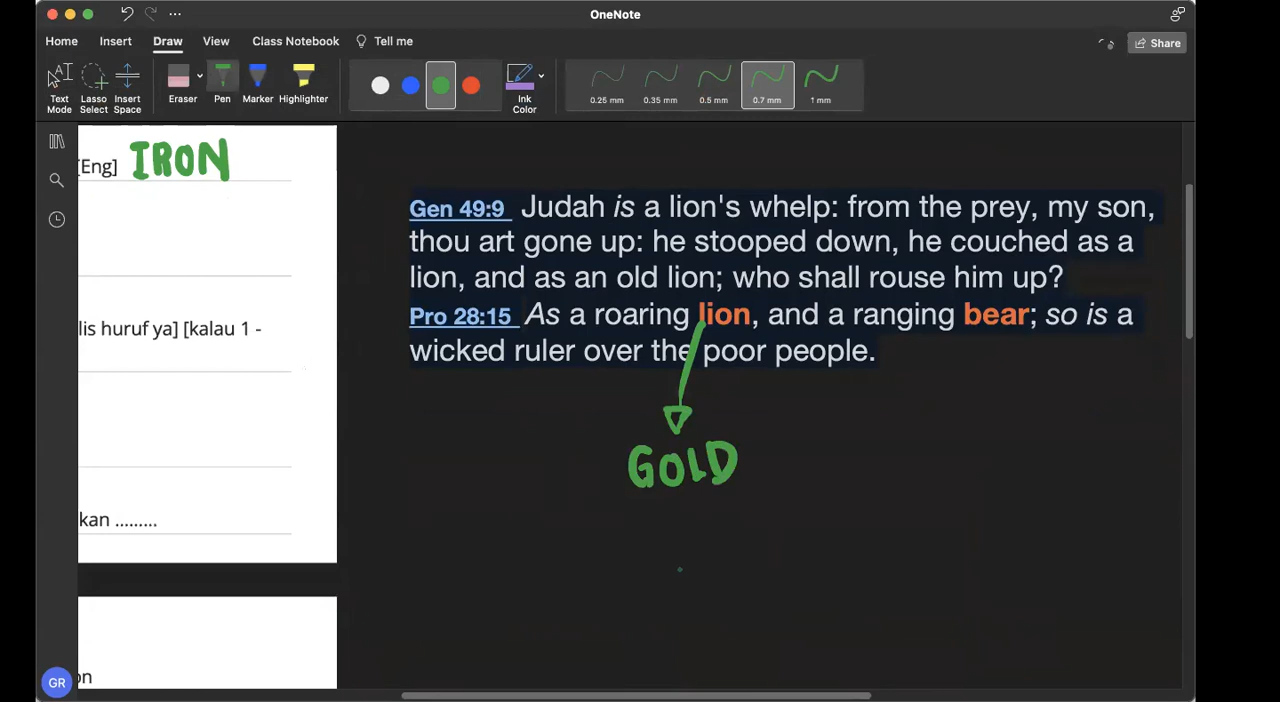 OneNote
Home Insert Draw View Class Notebook Tell me
Share
Text Mode
Lasso Select
Insert Space
Eraser
Pen
Marker
Highlighter
Ink Color
0.25 mm
0.35 mm
0.5 mm
0.7 mm
1 mm
[Eng] IRON
lis huruf ya] [kalau 1 -
kan .........
on
GR
Gen 49:9 Judah is a lion's whelp: from the prey, my son,
thou art gone up: he stooped down, he couched as a
lion, and as an old lion; who shall rouse him up?
Pro 28:15 As a roaring lion, and a ranging bear; so is a
wicked ruler over the poor people.
GOLD